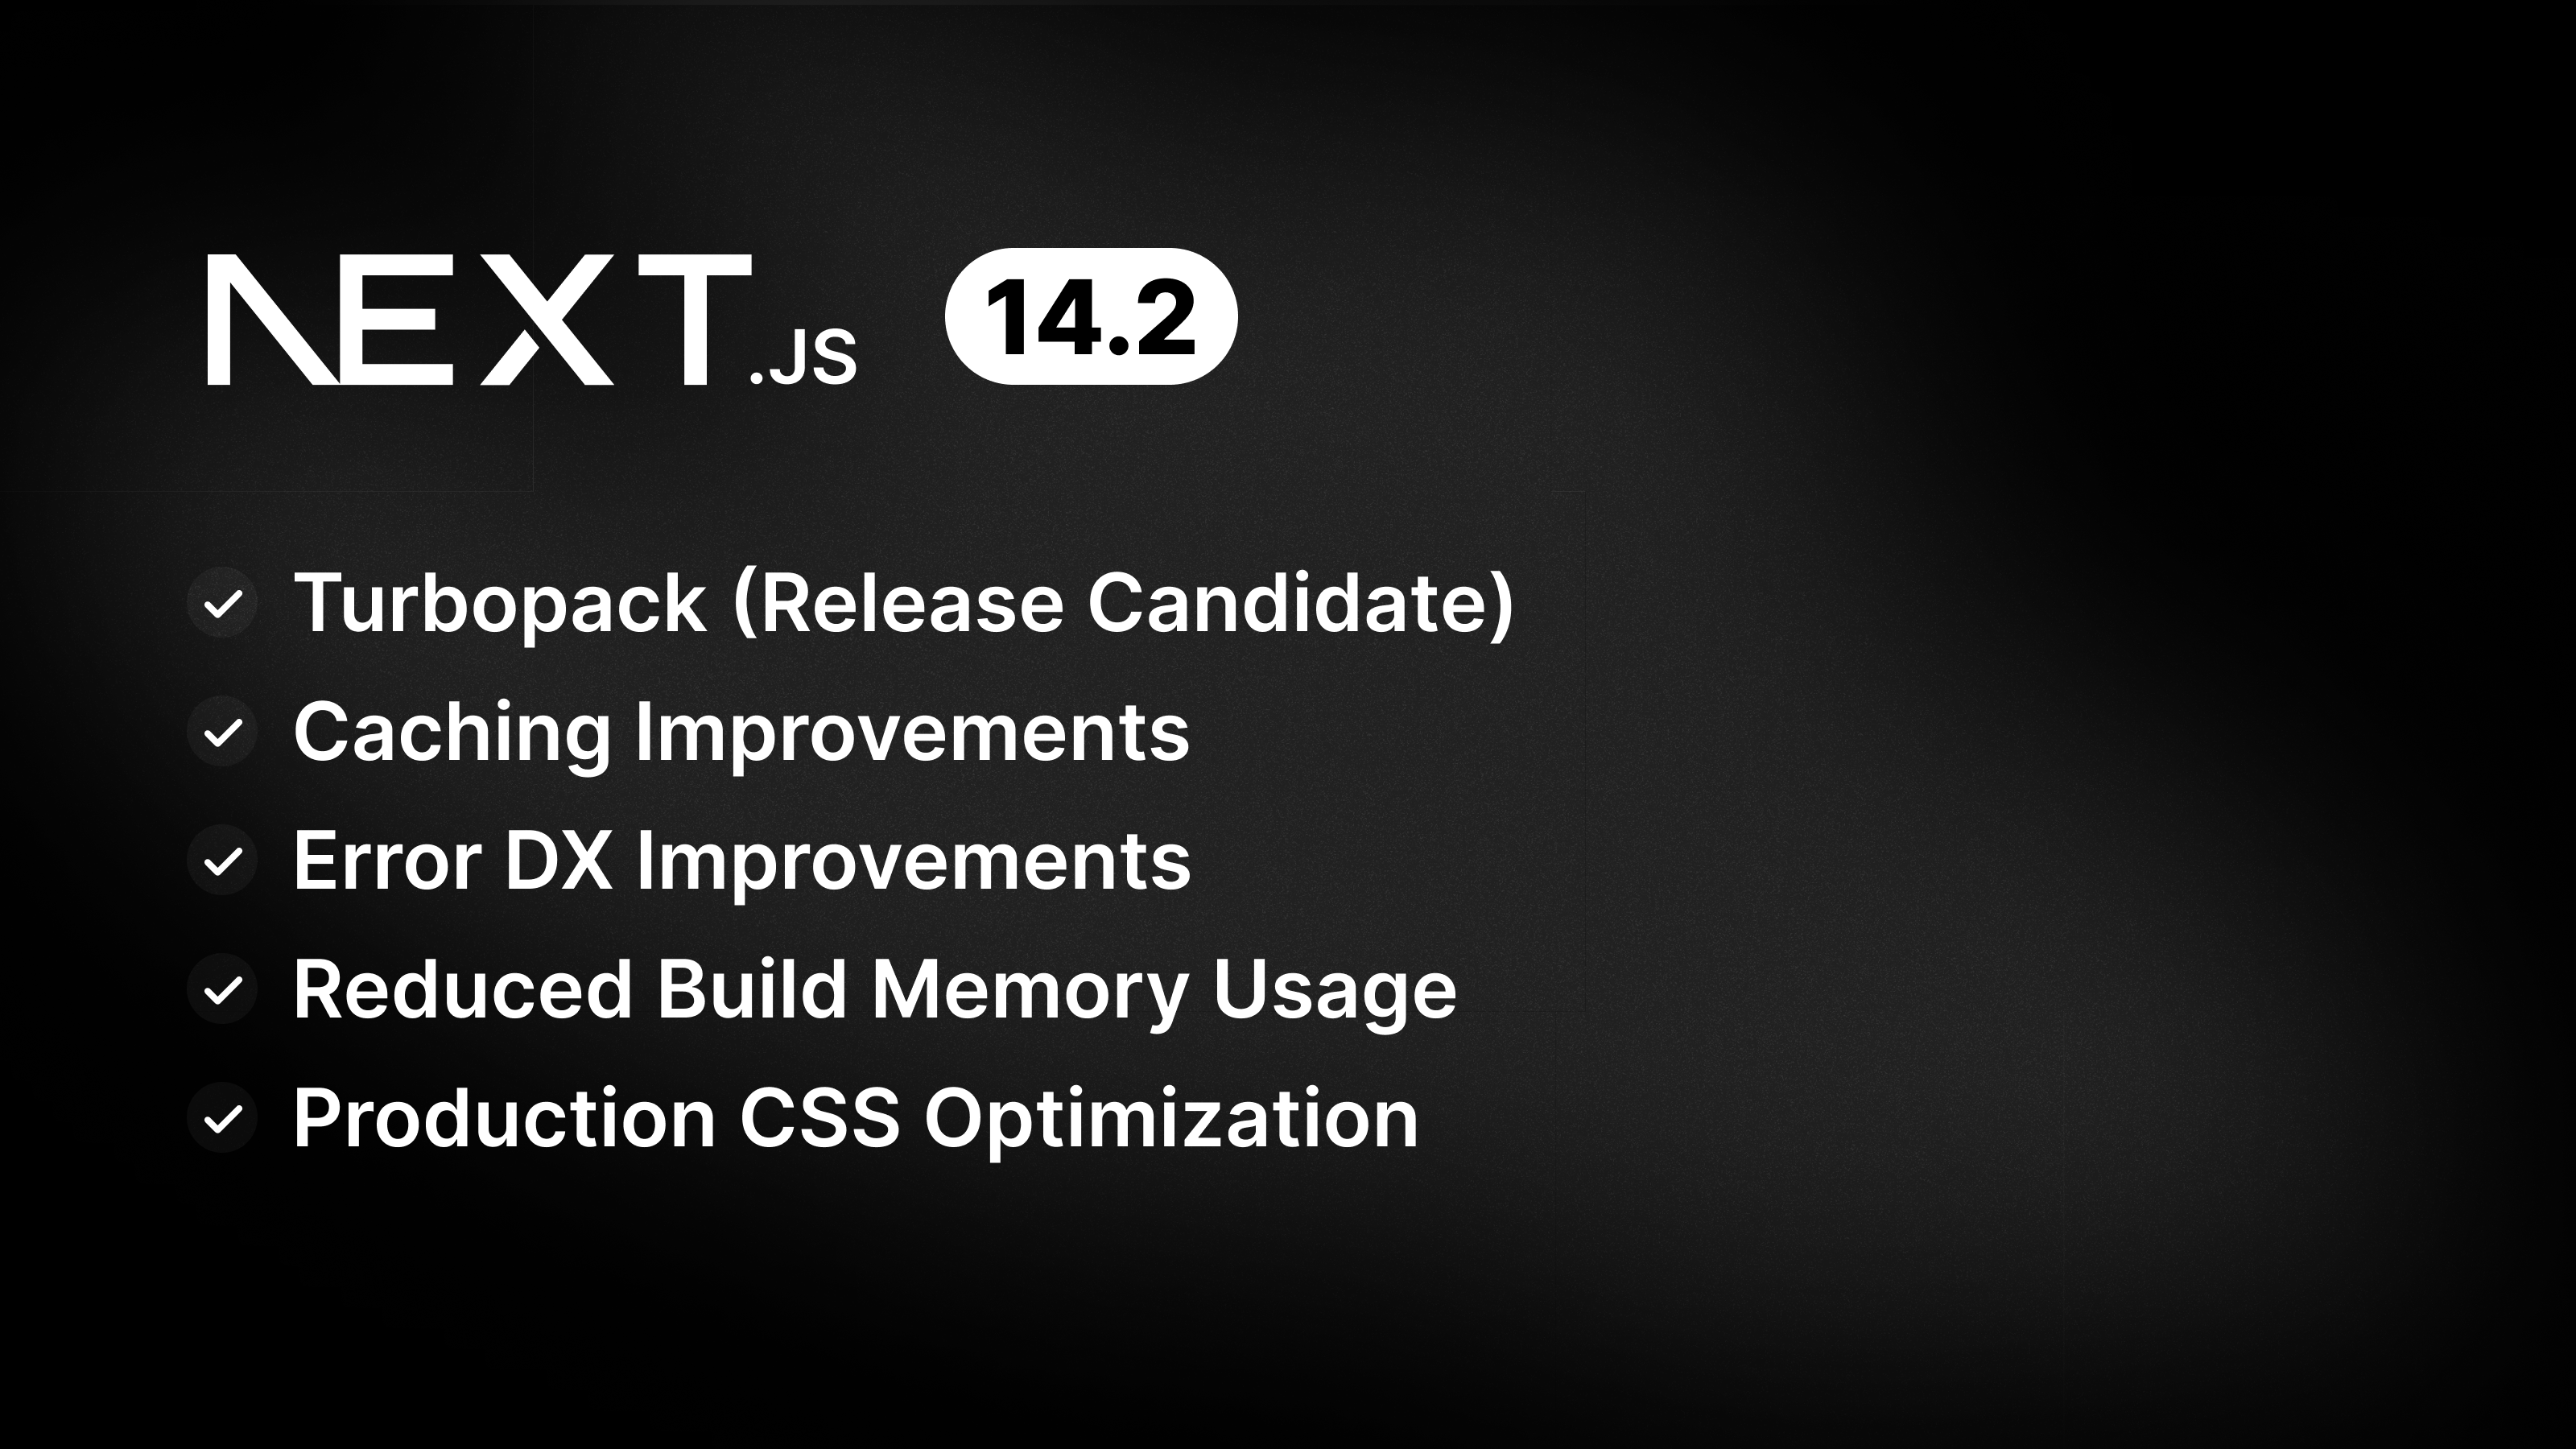 NEXT.JS 14.2
Turbopack (Release Candidate)
Caching Improvements
Error DX Improvements
Reduced Build Memory Usage
Production CSS Optimization